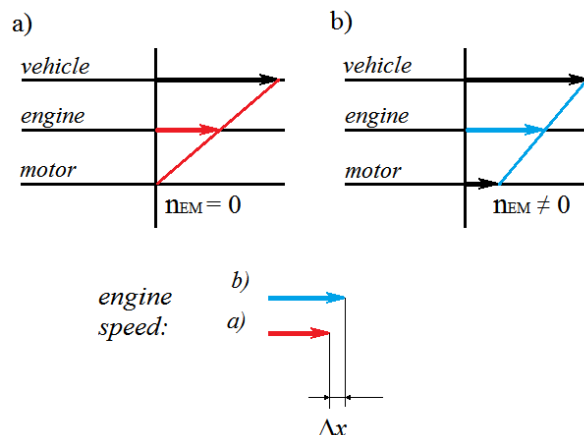 a)
vehicle
engine
motor
nEM = 0
b)
vehicle
engine
motor
nEM ≠ 0
engine
speed:
b)
a)
Δx